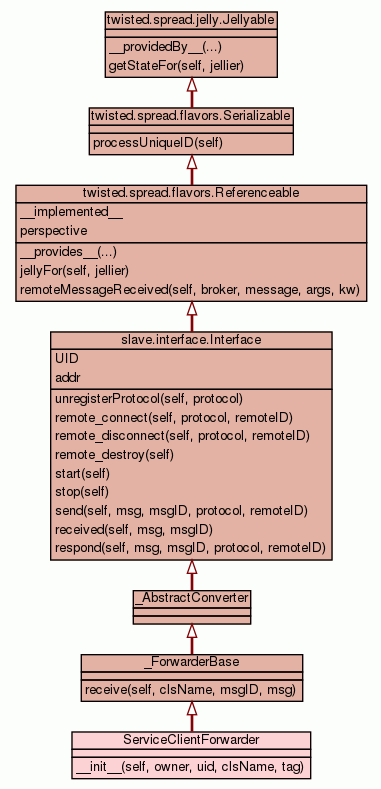 twisted.spread.jelly.Jellyable
__providedBy__(...)
getStateFor(self, jellier)
twisted.spread.flavors.Serializable
processUniqueID(self)
twisted.spread.flavors.Referenceable
__implemented__
perspective
__provides__(...)
jellyFor(self, jellier)
remoteMessageReceived(self, broker, message, args, kw)
slave.interface.Interface
UID
addr
unregisterProtocol(self, protocol)
remote_connect(self, protocol, remoteID)
remote_disconnect(self, protocol, remoteID)
remote_destroy(self)
start(self)
stop(self)
send(self, msg, msgID, protocol, remoteID)
received(self, msg, msgID)
respond(self, msg, msgID, protocol, remoteID)
_AbstractConverter
_ForwarderBase
receive(self, clsName, msgID, msg)
ServiceClientForwarder
__init__(self, owner, uid, clsName, tag)